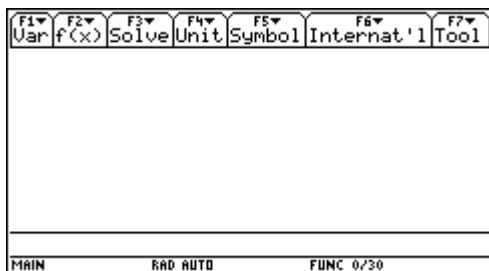 F1▾ F2▾ F3▾ F4▾ F5▾ F6▾ F7▾
Var f(x) Solve Unit Symbol Internat'l Tool
MAIN RAD AUTO FUNC 0/30